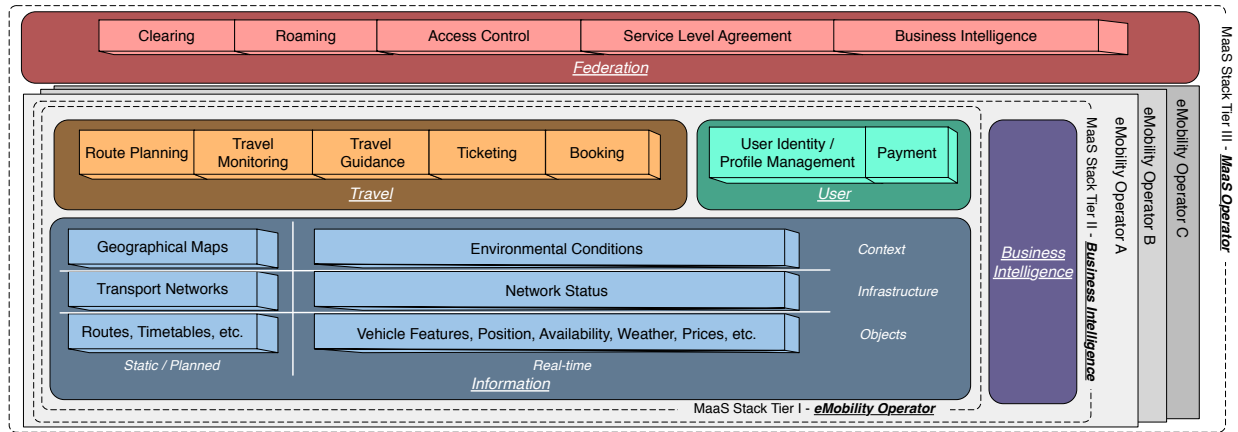 Clearing
Roaming
Access Control
Service Level Agreement
Business Intelligence
Federation
Route Planning
Travel
Monitoring
Travel
Guidance
Ticketing
Booking
Travel
User Identity /
Profile Management
Payment
User
Geographical Maps
Environmental Conditions
Context
Transport Networks
Network Status
Infrastructure
Routes, Timetables, etc.
Vehicle Features, Position, Availability, Weather, Prices, etc.
Objects
Static / Planned
Real-time
Information
MaaS Stack Tier I - eMobility Operator
Business
Intelligence
MaaS Stack Tier II - Business Intelligence
eMobility Operator A
eMobility Operator B
eMobility Operator C
MaaS Stack Tier III - MaaS Operator